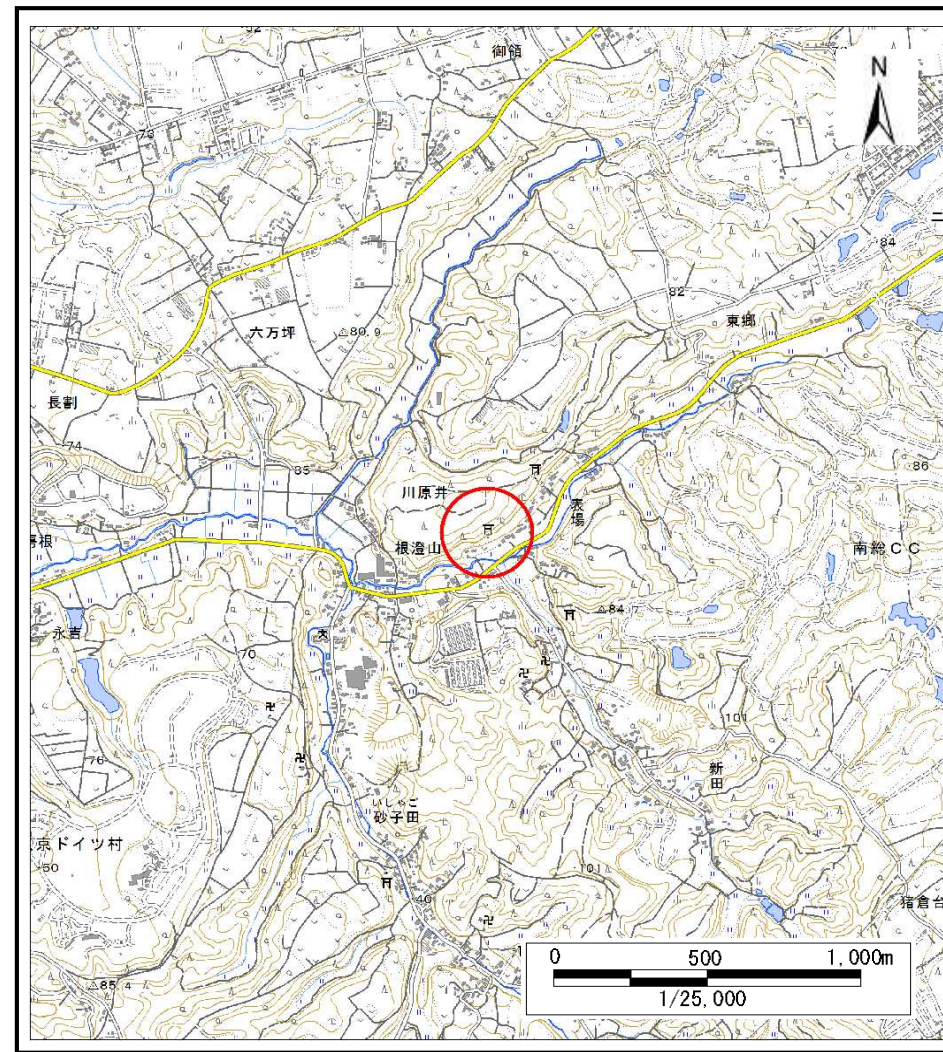 御領
N
73
84
82
東郷
六万坪
80.9
長割
74
85
86
川原井
表場
根澄山
南総CC
84.7
永吉
70
101
76
新田
いしゃご
砂子田
京ドイツ村
50
101
40
猪倉台
85.4
0 500 1,000m
1/25,000